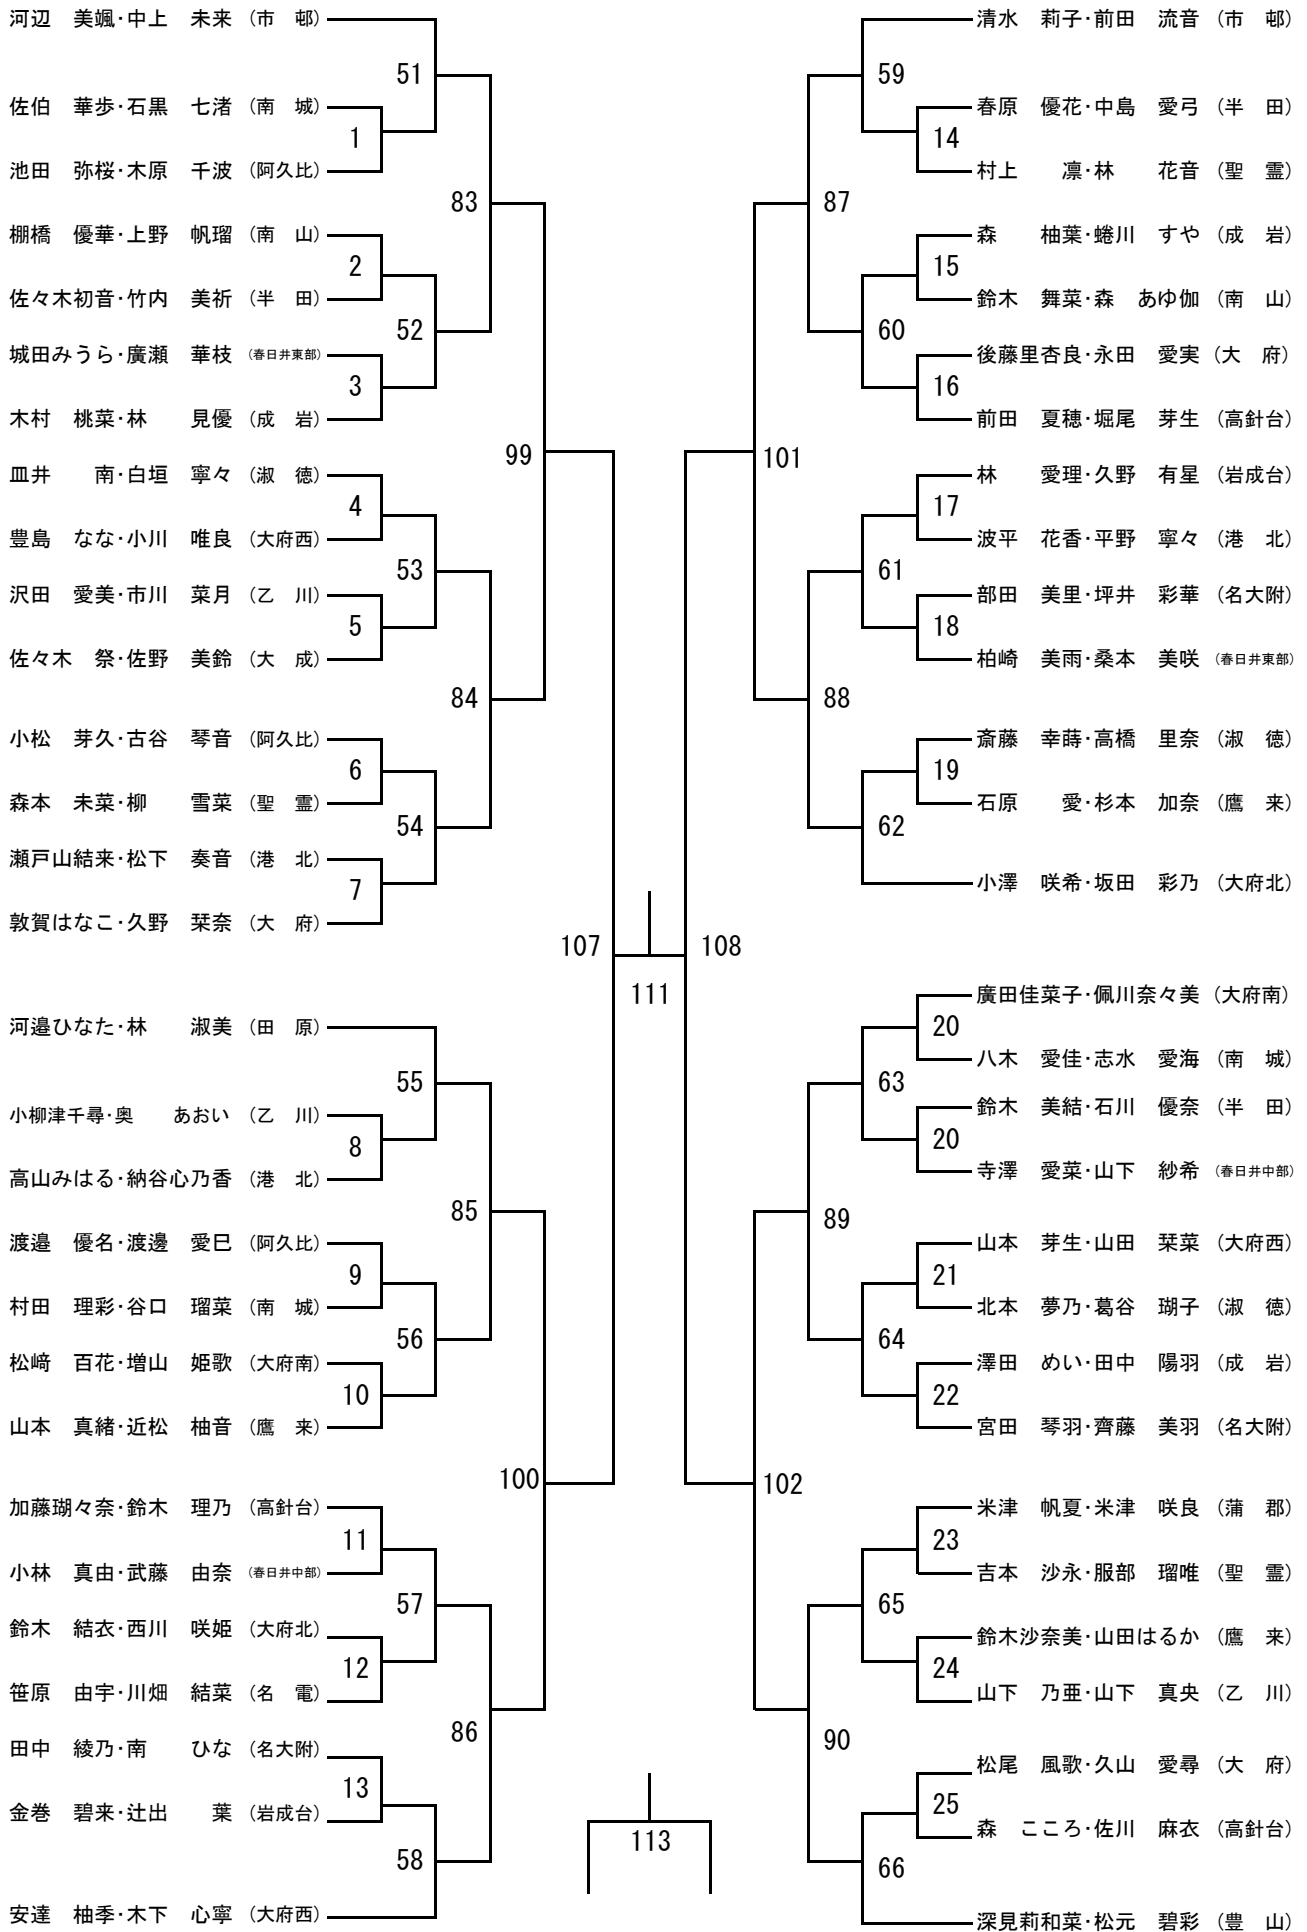 河辺　美颯･中上　未来（市　邨）
51
佐伯　華歩･石黒　七渚（南　城）
1
池田　弥桜･木原　千波（阿久比）
83
棚橋　優華･上野　帆瑠（南　山）
2
佐々木初音･竹内　美祈（半　田）
52
城田みうら･廣瀬　華枝（春日井東部）
3
木村　桃菜･林　　見優（成　岩）
99
皿井　　南･白垣　寧々（淑　徳）
4
豊島　なな･小川　唯良（大府西）
53
沢田　愛美･市川　菜月（乙　川）
5
佐々木　祭･佐野　美鈴（大　成）
84
小松　芽久･古谷　琴音（阿久比）
6
森本　未菜･柳　　雪菜（聖　霊）
54
瀬戸山結来･松下　奏音（港　北）
7
敦賀はなこ･久野　栞奈（大　府）
107
河邉ひなた･林　　淑美（田　原）
55
小柳津千尋･奥　　あおい（乙　川）
8
高山みはる･納谷心乃香（港　北）
85
渡邉　優名･渡邊　愛巳（阿久比）
9
村田　理彩･谷口　瑠菜（南　城）
56
松﨑　百花･増山　姫歌（大府南）
10
山本　真緒･近松　柚音（鷹　来）
100
加藤瑚々奈･鈴木　理乃（高針台）
11
小林　真由･武藤　由奈（春日井中部）
57
鈴木　結衣･西川　咲姫（大府北）
12
笹原　由宇･川畑　結菜（名　電）
86
田中　綾乃･南　　ひな（名大附）
13
金巻　碧来･辻出　　葉（岩成台）
58
安達　柚季･木下　心寧（大府西）
111
113
清水　莉子･前田　流音（市　邨）
59
春原　優花･中島　愛弓（半　田）
14
村上　　凛･林　　花音（聖　霊）
87
森　　柚葉･蜷川　すや（成　岩）
15
鈴木　舞菜･森　あゆ伽（南　山）
60
後藤里杏良･永田　愛実（大　府）
16
前田　夏穂･堀尾　芽生（高針台）
101
林　　愛理･久野　有星（岩成台）
17
波平　花香･平野　寧々（港　北）
61
部田　美里･坪井　彩華（名大附）
18
柏崎　美雨･桑本　美咲（春日井東部）
88
斎藤　幸蒔･高橋　里奈（淑　徳）
19
石原　　愛･杉本　加奈（鷹　来）
62
小澤　咲希･坂田　彩乃（大府北）
108
廣田佳菜子･佩川奈々美（大府南）
20
八木　愛佳･志水　愛海（南　城）
63
鈴木　美結･石川　優奈（半　田）
20
寺澤　愛菜･山下　紗希（春日井中部）
89
山本　芽生･山田　栞菜（大府西）
21
北本　夢乃･葛谷　瑚子（淑　徳）
64
澤田　めい･田中　陽羽（成　岩）
22
宮田　琴羽･齊藤　美羽（名大附）
102
米津　帆夏･米津　咲良（蒲　郡）
23
吉本　沙永･服部　瑠唯（聖　霊）
65
鈴木沙奈美･山田はるか（鷹　来）
24
山下　乃亜･山下　真央（乙　川）
90
松尾　風歌･久山　愛尋（大　府）
25
森　こころ･佐川　麻衣（高針台）
66
深見莉和菜･松元　碧彩（豊　山）